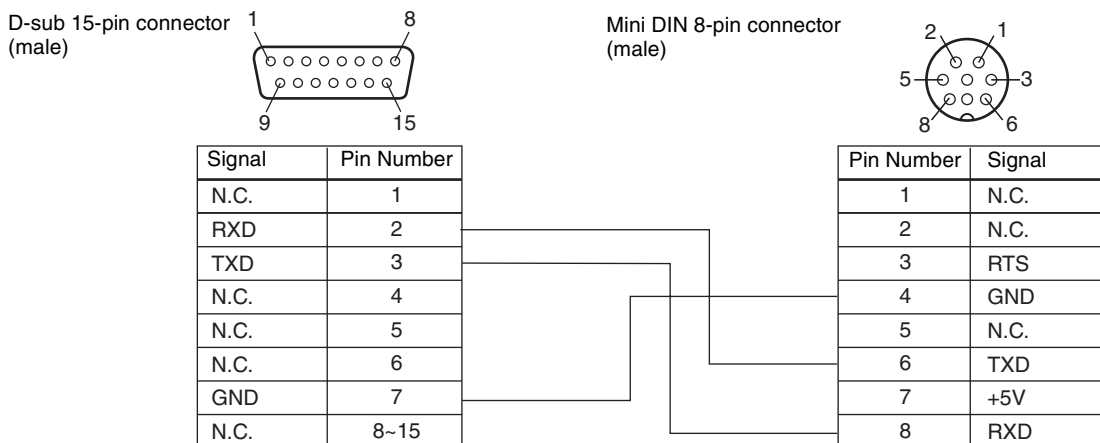 D-sub 15-pin connector
(male)
1 8
9 15
Signal Pin Number
N.C. 1
RXD 2
TXD 3
N.C. 4
N.C. 5
N.C. 6
GND 7
N.C. 8~15
Mini DIN 8-pin connector
(male)
2 1
5 3
8 6
Pin Number Signal
1 N.C.
2 N.C.
3 RTS
4 GND
5 N.C.
6 TXD
7 +5V
8 RXD